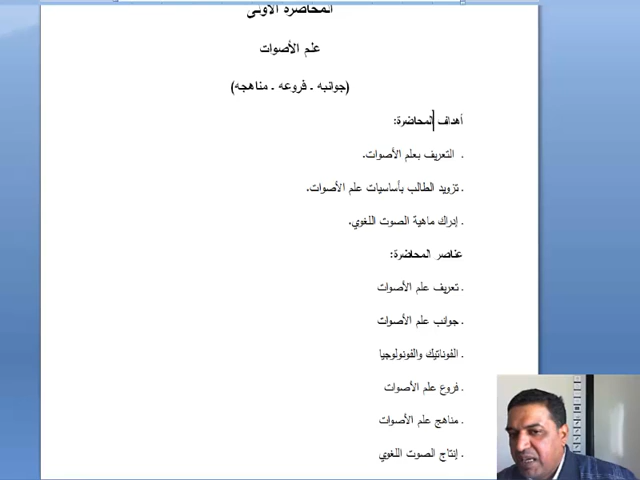 المحاضرة الأولى
علم الأصوات
(جوانبه - فروعه - مناهجه)
أهداف المحاضرة:
. التعريف بعلم الأصوات.
. تزويد الطالب بأساسيات علم الأصوات.
. إدراك ماهية الصوت اللغوي.
عناصر المحاضرة:
. تعريف علم الأصوات
. جوانب علم الأصوات
. الفوناتيك والفونولوجيا
. فروع علم الأصوات
. مناهج علم الأصوات
. إنتاج الصوت اللغوي